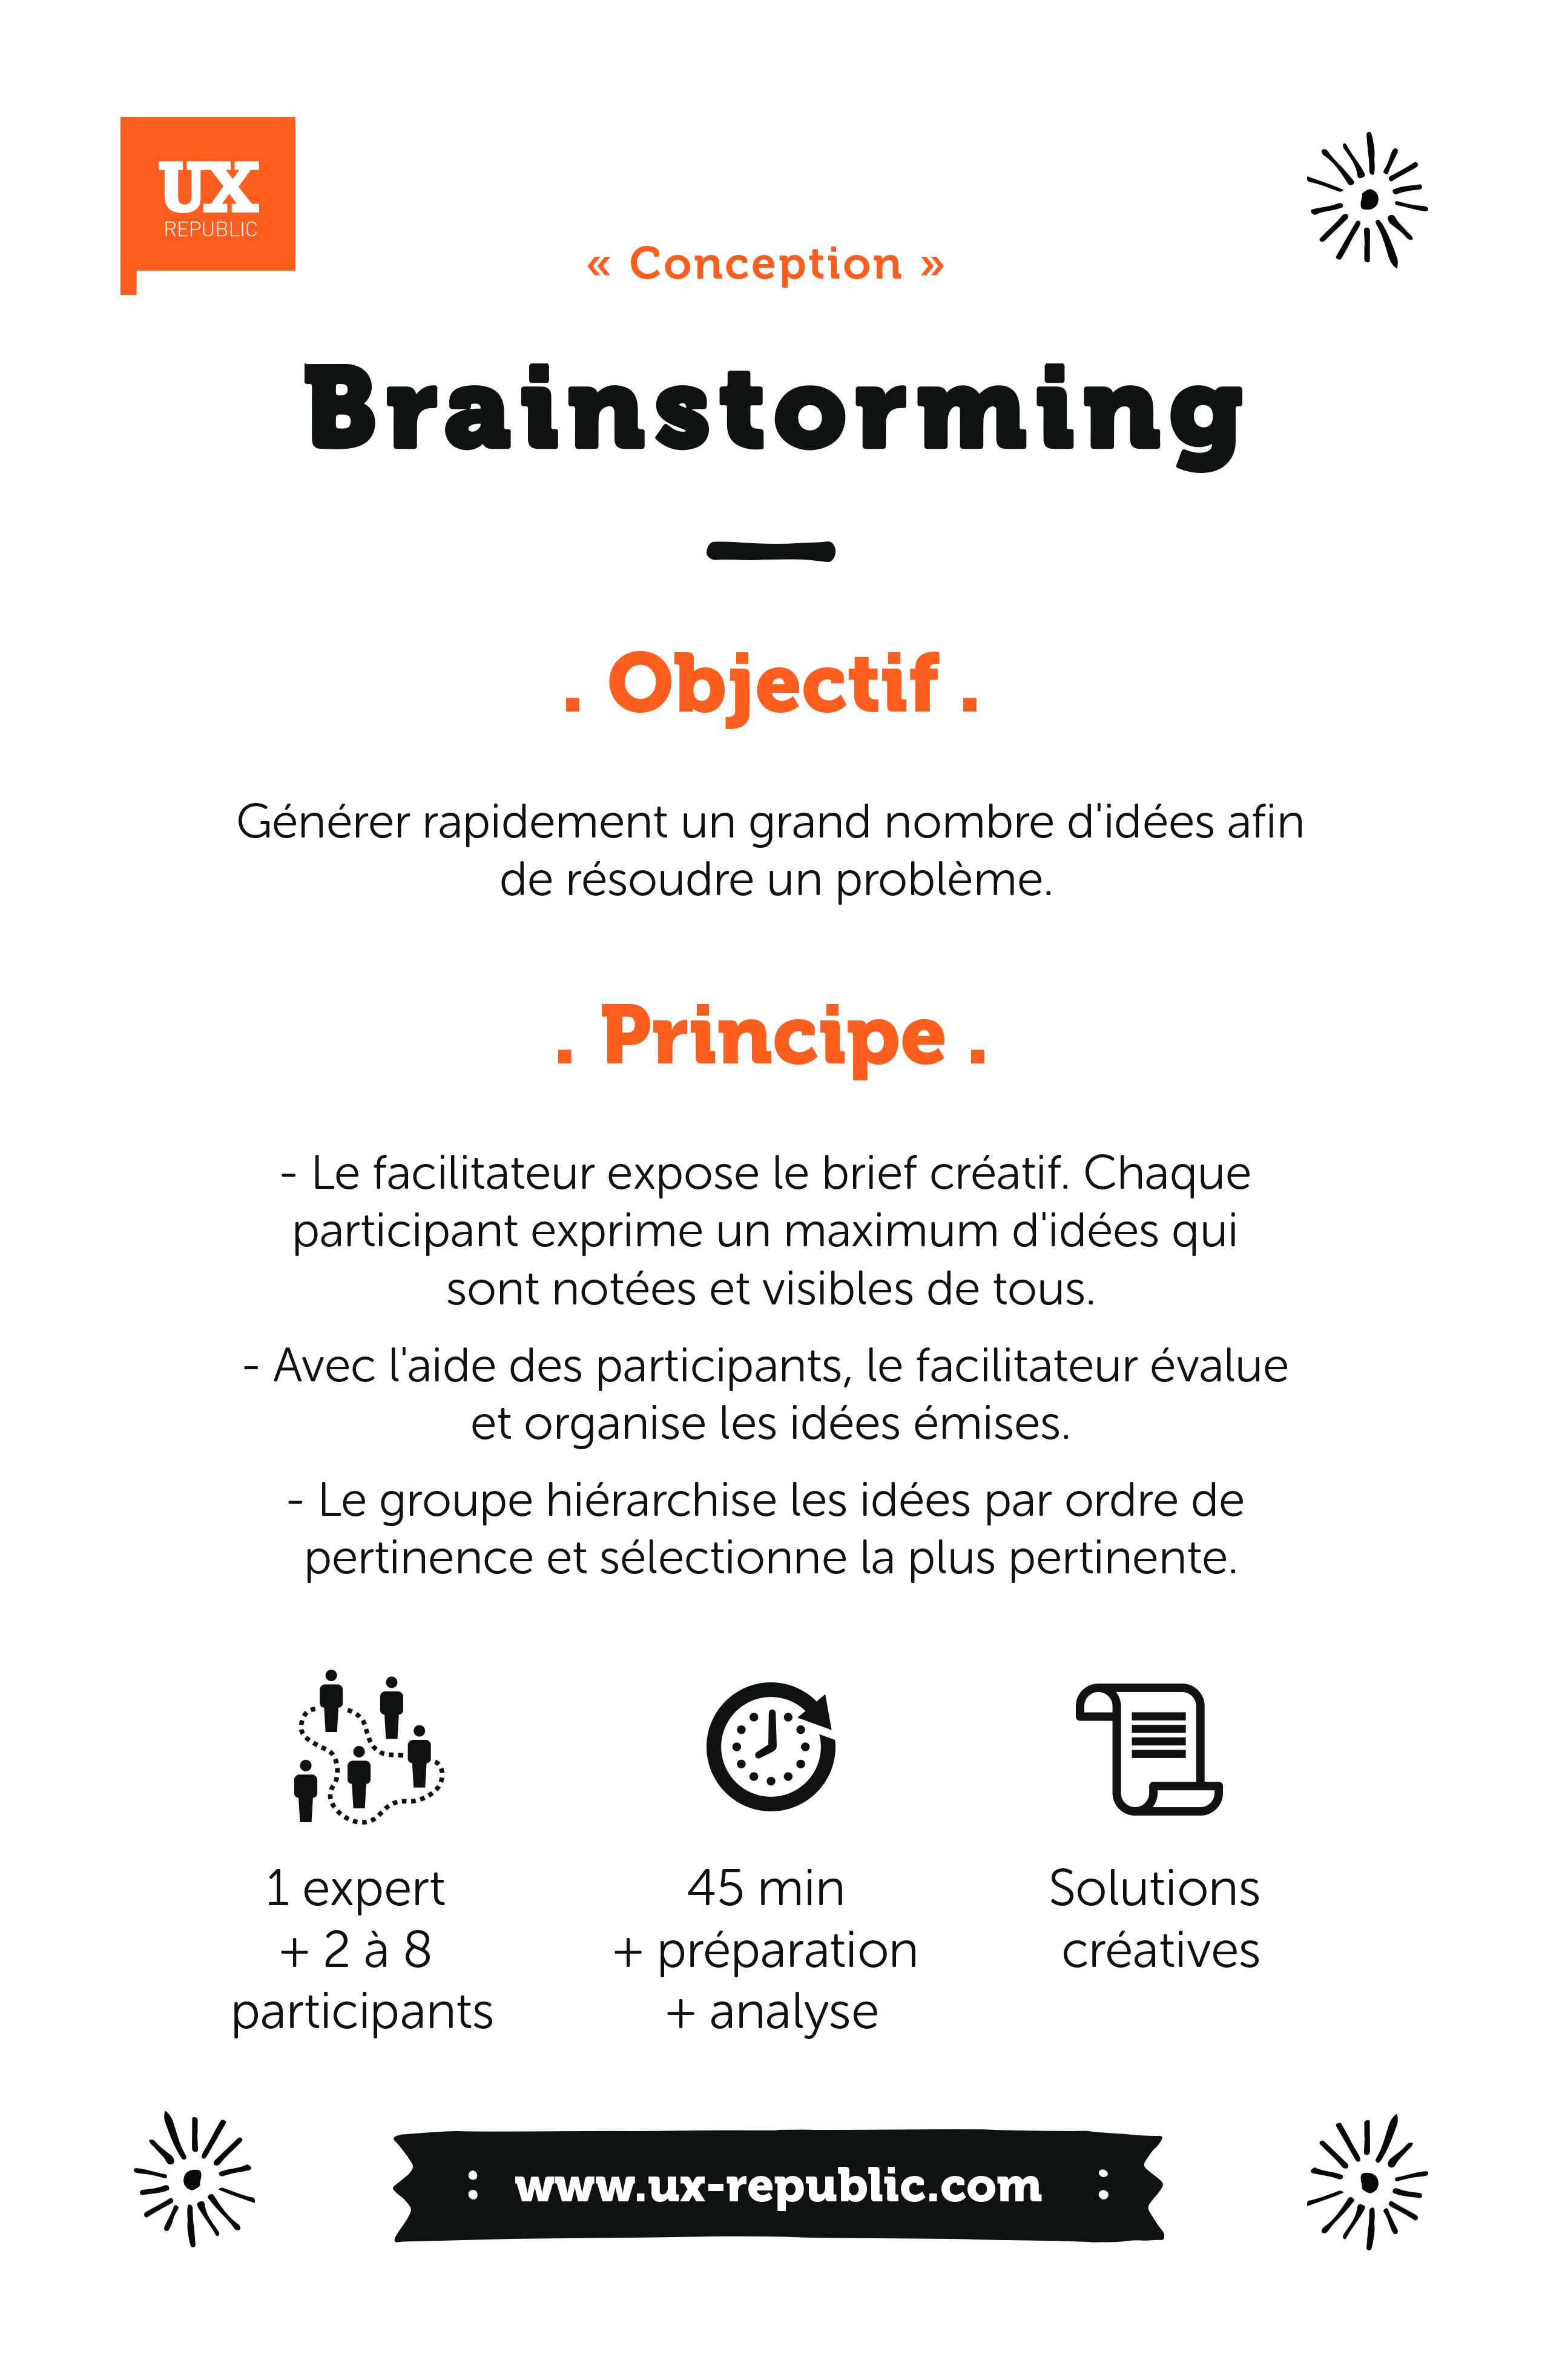 UX
REPUBLIC
« Conception »
Brainstorming
. Objectif .
Générer rapidement un grand nombre d'idées afin
de résoudre un problème.
. Principe .
- Le facilitateur expose le brief créatif. Chaque
participant exprime un maximum d'idées qui
sont notées et visibles de tous.
- Avec l'aide des participants, le facilitateur évalue
et organise les idées émises.
- Le groupe hiérarchise les idées par ordre de
pertinence et sélectionne la plus pertinente.
1 expert
+ 2 à 8
participants
45 min
+ préparation
+ analyse
Solutions
créatives
: www.ux-republic.com :